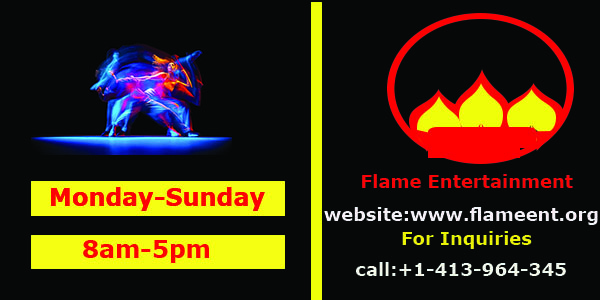 Monday-Sunday
8am-5pm
Flame Entertainment
website:www.flameent.org
For Inquiries
call:+1-413-964-345